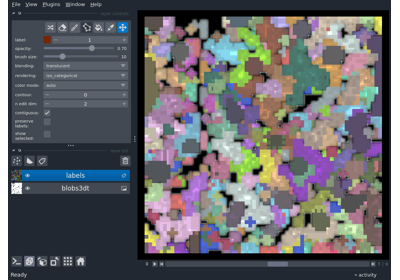 File View Plugins Window Help
label: 1
opacity: 0.70
brush size: 10
blending: translucent
rendering: iso_categorical
color mode: auto
contour: 0
n edit dim: 2
contiguous:
preserve
labels:
show
selected:
labels
blobs3dt
Ready
activity